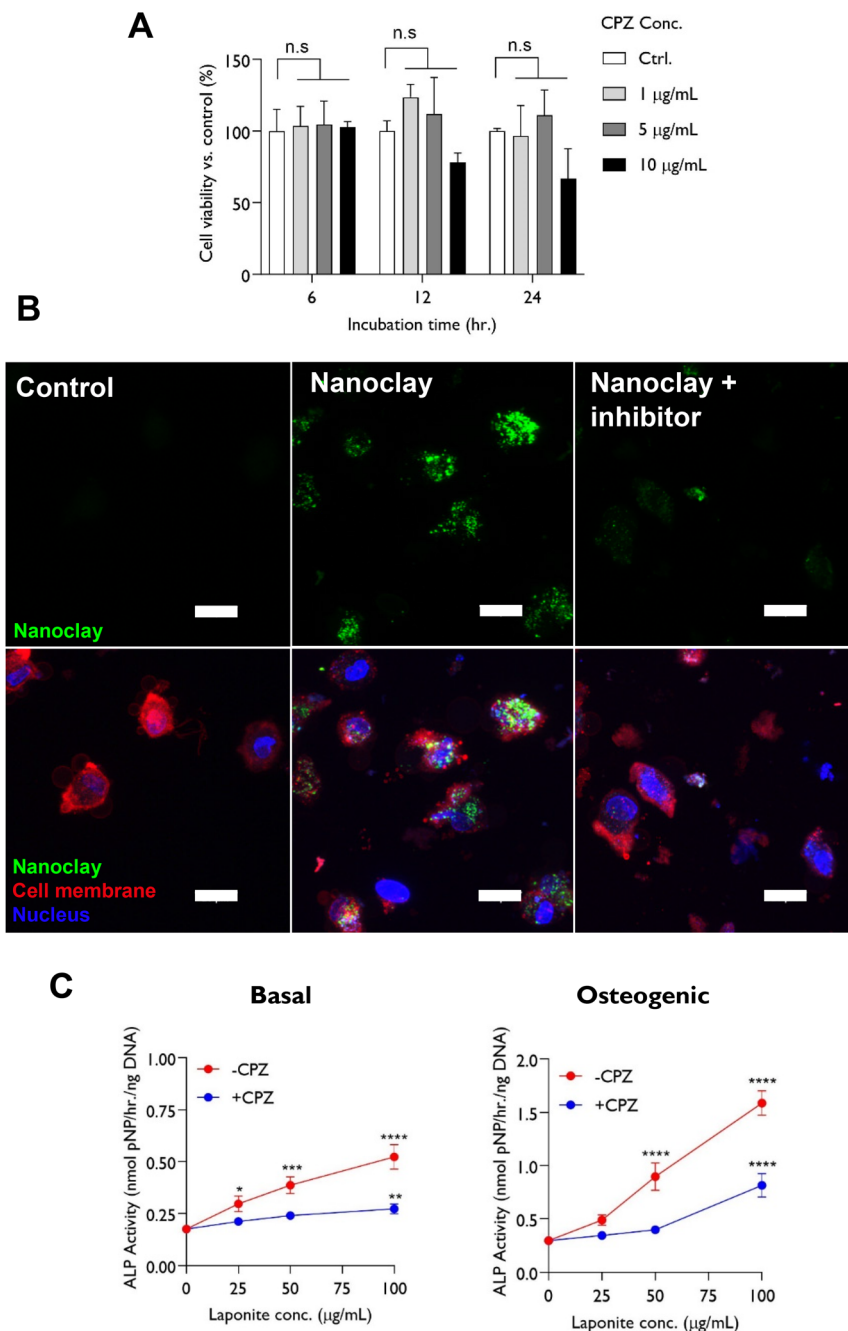 A
CPZ Conc.
Ctrl.
1 µg/mL
5 µg/mL
10 µg/mL
n.s
n.s
n.s
Cell viability vs. control (%)
150
100
50
0
6
12
24
Incubation time (hr.)
B
Control
Nanoclay
Nanoclay +
inhibitor
Nanoclay
Nanoclay
Cell membrane
Nucleus
C
Basal
ALP Activity (nmol pNP/hr./ng DNA)
1.00
0.75
0.50
0.25
0.00
-CPZ
+CPZ
*
***
****
**
0
25
50
75
100
Laponite conc. (µg/mL)
Osteogenic
ALP Activity (nmol pNP/hr./ng DNA)
2.0
1.5
1.0
0.5
0.0
-CPZ
+CPZ
****
****
****
0
25
50
75
100
Laponite conc. (µg/mL)